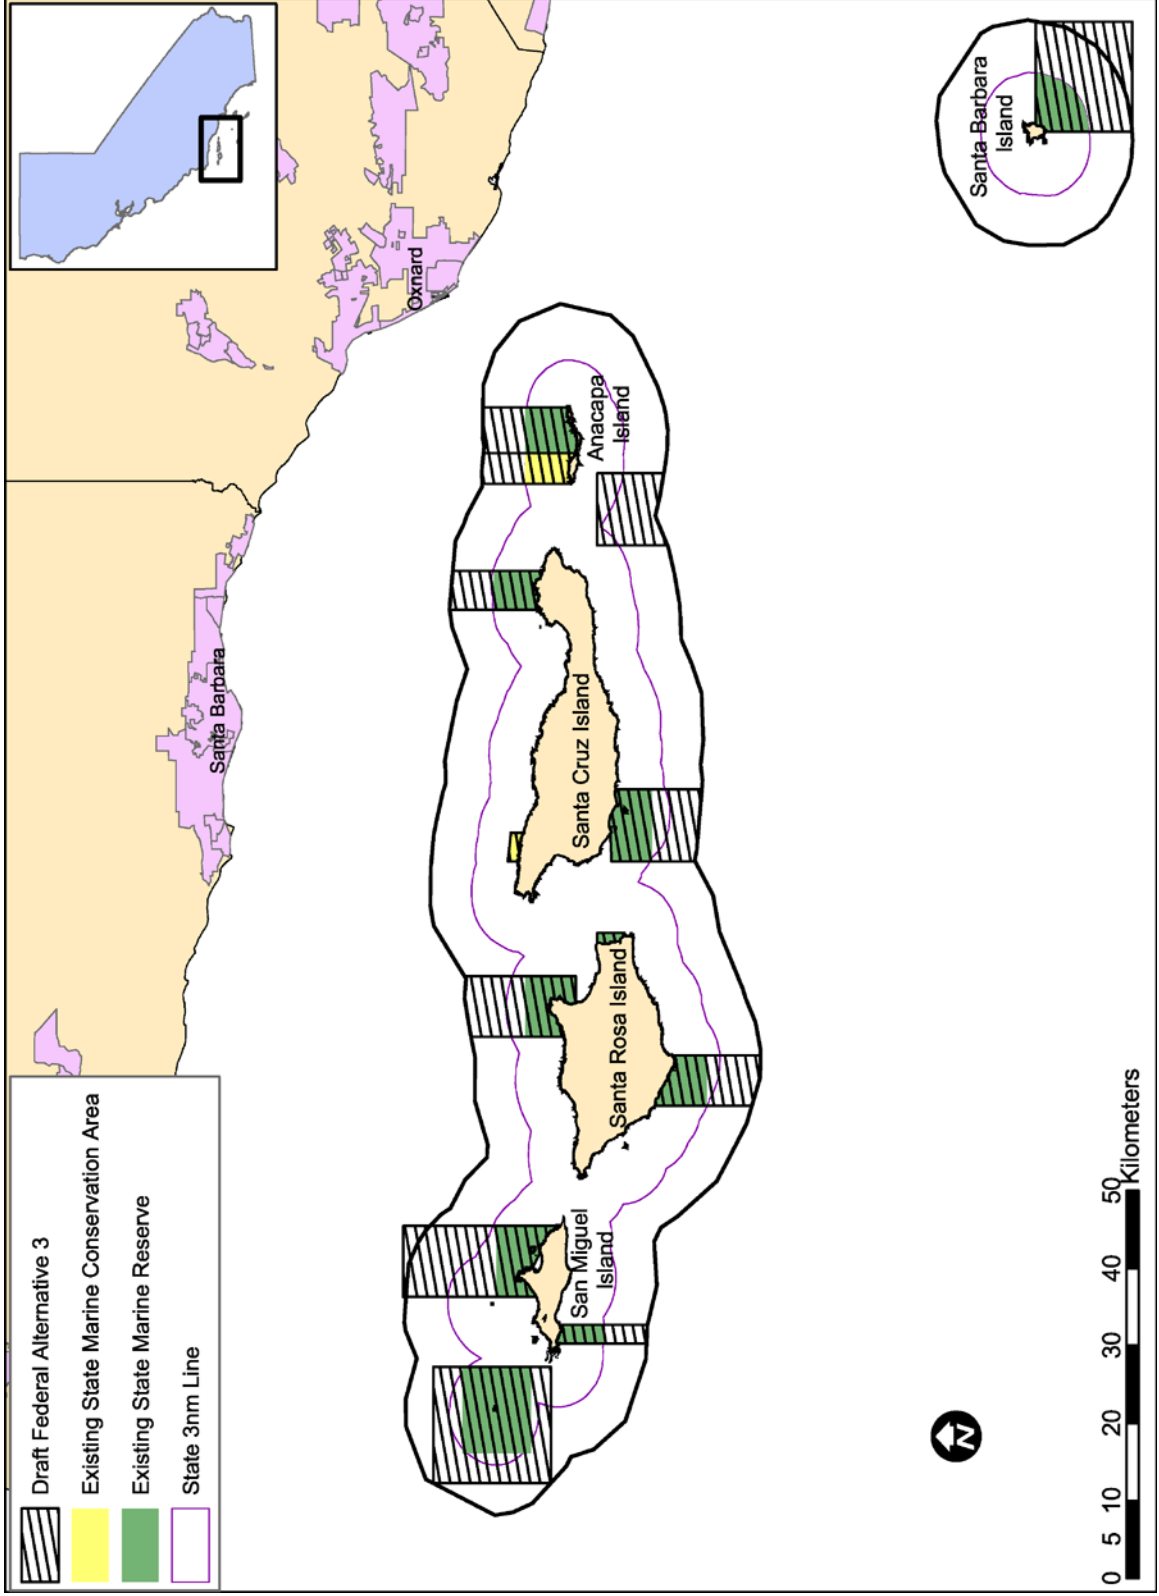 Draft Federal Alternative 3
Existing State Marine Conservation Area
Existing State Marine Reserve
State 3nm Line
Santa Barbara
Oxnard
San Miguel
Island
Santa Rosa Island
Santa Cruz Island
Anacapa
Island
Santa Barbara
Island
N
0 5 10 20 30 40 50
Kilometers